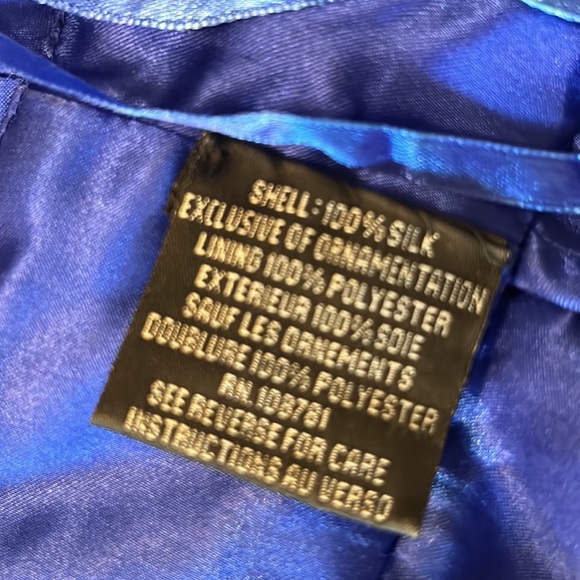 SHELL: 100% SILK
EXCLUSIVE OF ORNAMENTATION
LINING 100% POLYESTER
EXTERIEUR 100% SOIE
SAUF LES ORNEMENTS
DOUBLURE 100% POLYESTER
RN. 108781
SEE REVERSE FOR CARE
INSTRUCTIONS AU VERSO